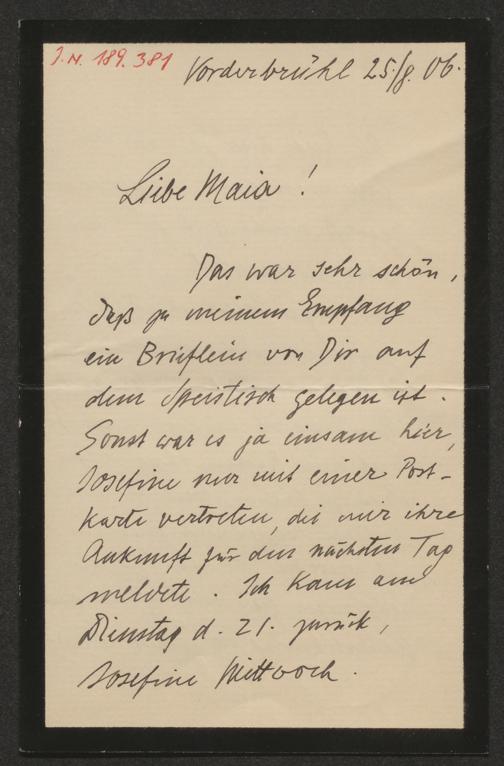 J.N. 189.381
Vorderbrühl 25./8. 06.
Liebe Maia !
Das war sehr schön,
daß zu meinem Empfang
ein Brieflein von Dir auf
dem Speistisch gelegen ist.
Sonst war es ja einsam hier,
Josefine nur mit einer Post-
karte vertreten, die mir ihre
Ankunft für den nächsten Tag
meldete. Ich kam am
Dienstag d. 21. zurück,
Josefine Mittwoch.